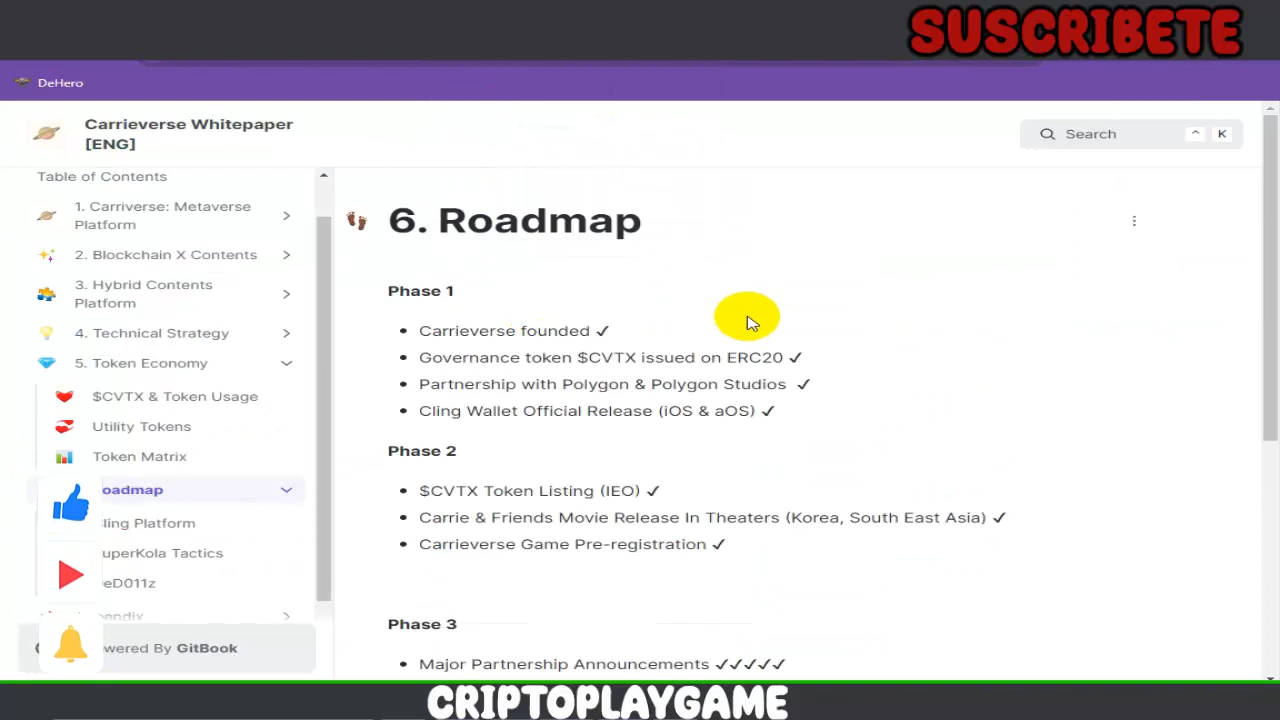 SUSCRIBETE
DeHero
Carrieverse Whitepaper
[ENG]
Search
^ K
Table of Contents
1. Carriverse: Metaverse
Platform
2. Blockchain X Contents
3. Hybrid Contents
Platform
4. Technical Strategy
5. Token Economy
$CVTX & Token Usage
Utility Tokens
Token Matrix
oadmap
ling Platform
uperKola Tactics
eD011z
endix
wered By GitBook
6. Roadmap
Phase 1
• Carrieverse founded ✓
• Governance token $CVTX issued on ERC20 ✓
• Partnership with Polygon & Polygon Studios ✓
• Cling Wallet Official Release (iOS & aOS) ✓
Phase 2
• $CVTX Token Listing (IEO) ✓
• Carrie & Friends Movie Release In Theaters (Korea, South East Asia) ✓
• Carrieverse Game Pre-registration ✓
Phase 3
• Major Partnership Announcements ✓✓✓✓✓
CRIPTOPLAYGAME